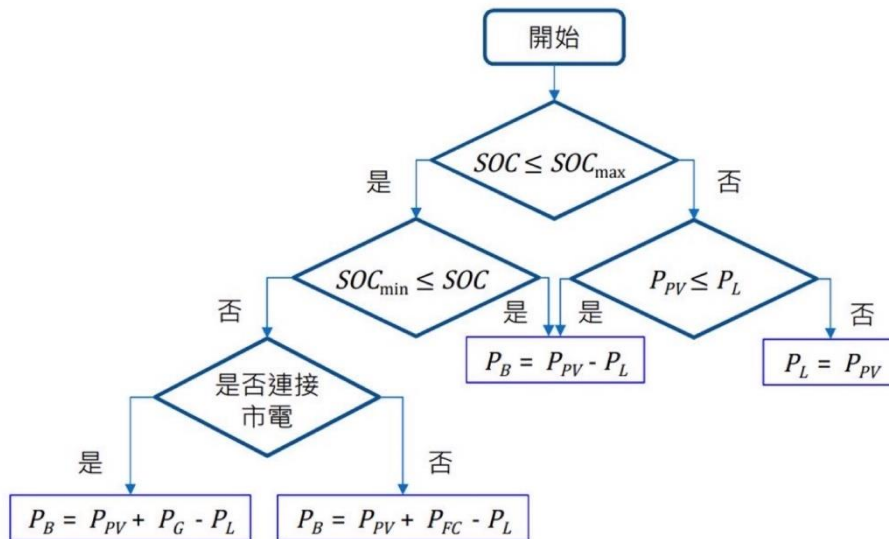 開始
SOC ≤ SOCmax
是
否
SOCmin ≤ SOC
PPV ≤ PL
否
是
是
否
是否連接
市電
PB = PPV - PL
PL = PPV
是
否
PB = PPV + PG - PL
PB = PPV + PFC - PL